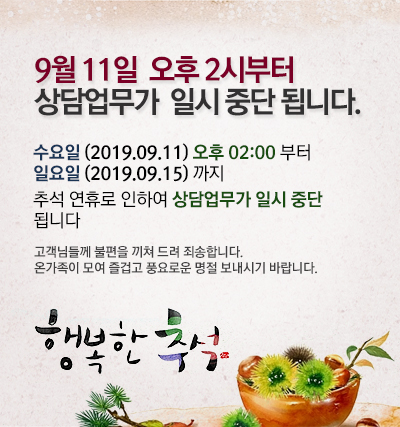 9월 11일 오후 2시부터
상담업무가 일시 중단 됩니다.
수요일 (2019.09.11) 오후 02:00 부터
일요일 (2019.09.15) 까지
추석 연휴로 인하여 상담업무가 일시 중단
됩니다
고객님들께 불편을 끼쳐 드려 죄송합니다.
온가족이 모여 즐겁고 풍요로운 명절 보내시기 바랍니다.
행복한 추석